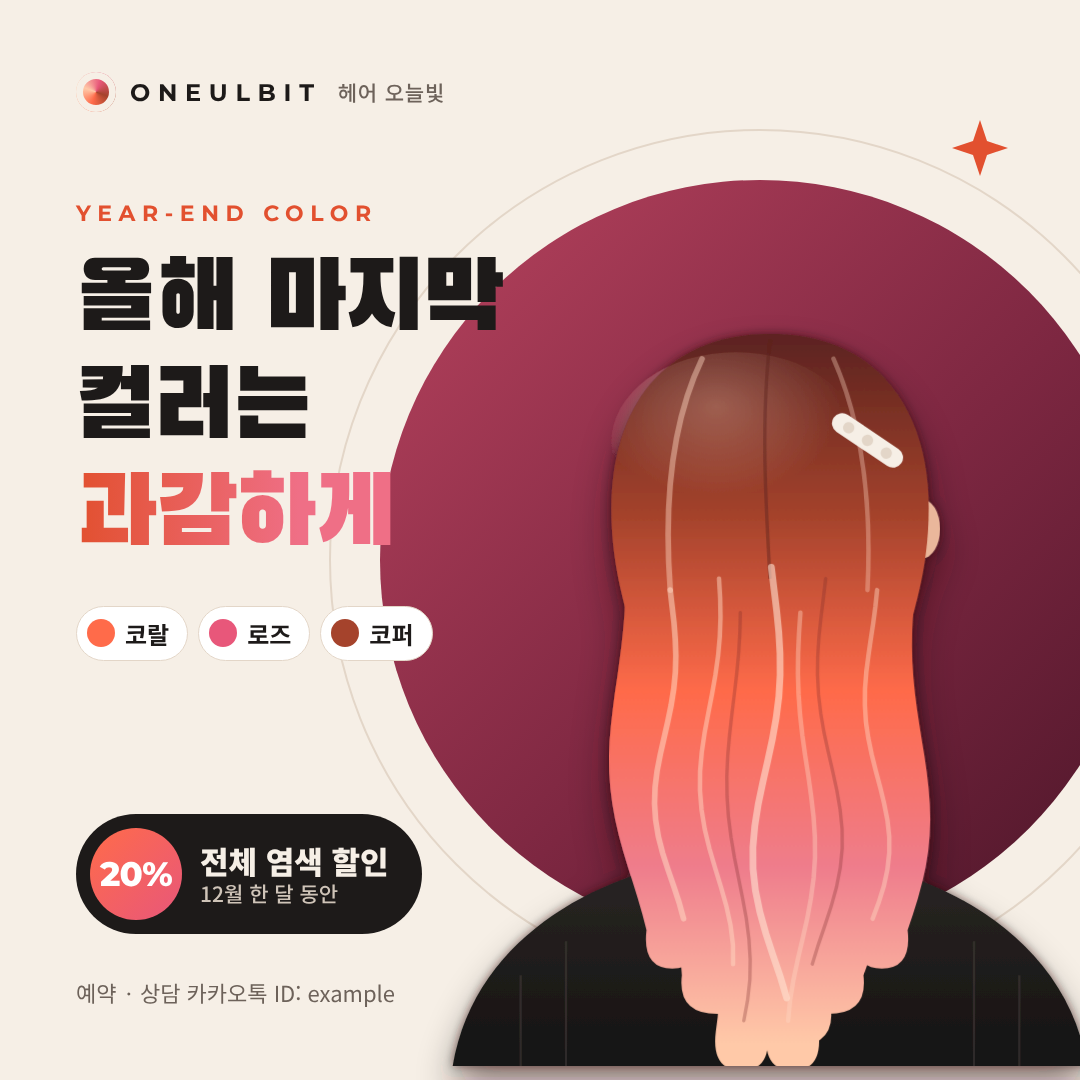 ONEULBIT 헤어 오늘빛
YEAR-END COLOR
올해 마지막
컬러는
과감하게
코랄 로즈 코퍼
20% 전체 염색 할인
12월 한 달 동안
예약 · 상담 카카오톡 ID: example